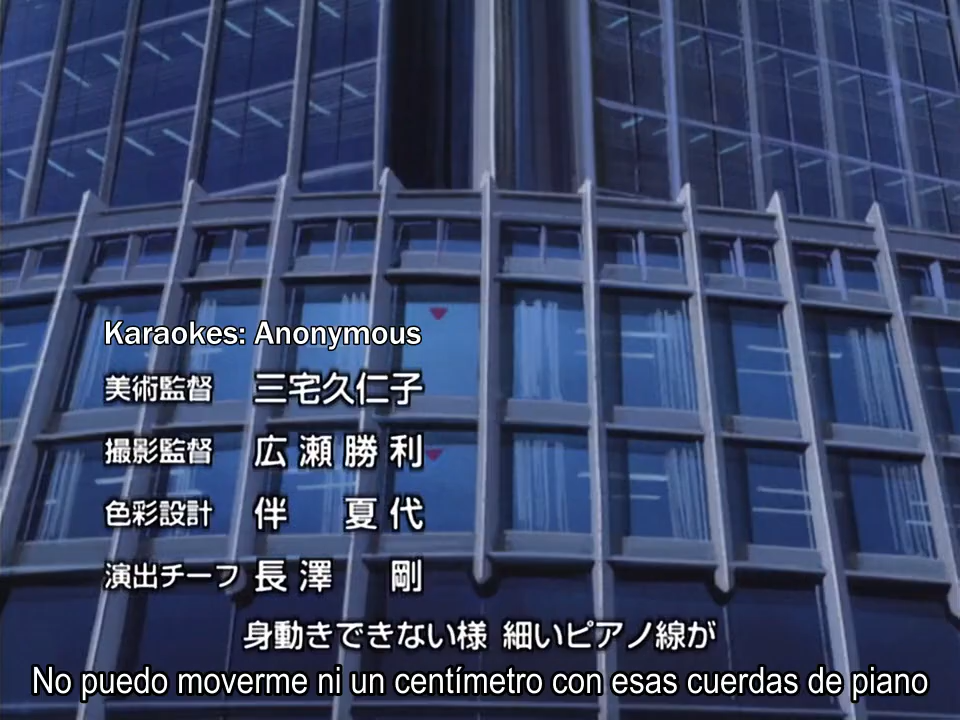 Karaokes: Anonymous
美術監督 三宅久仁子
撮影監督 広瀬勝利
色彩設計 伴 夏代
演出チーフ 長澤 剛
身動きできない様 細いピアノ線が
No puedo moverme ni un centímetro con esas cuerdas de piano